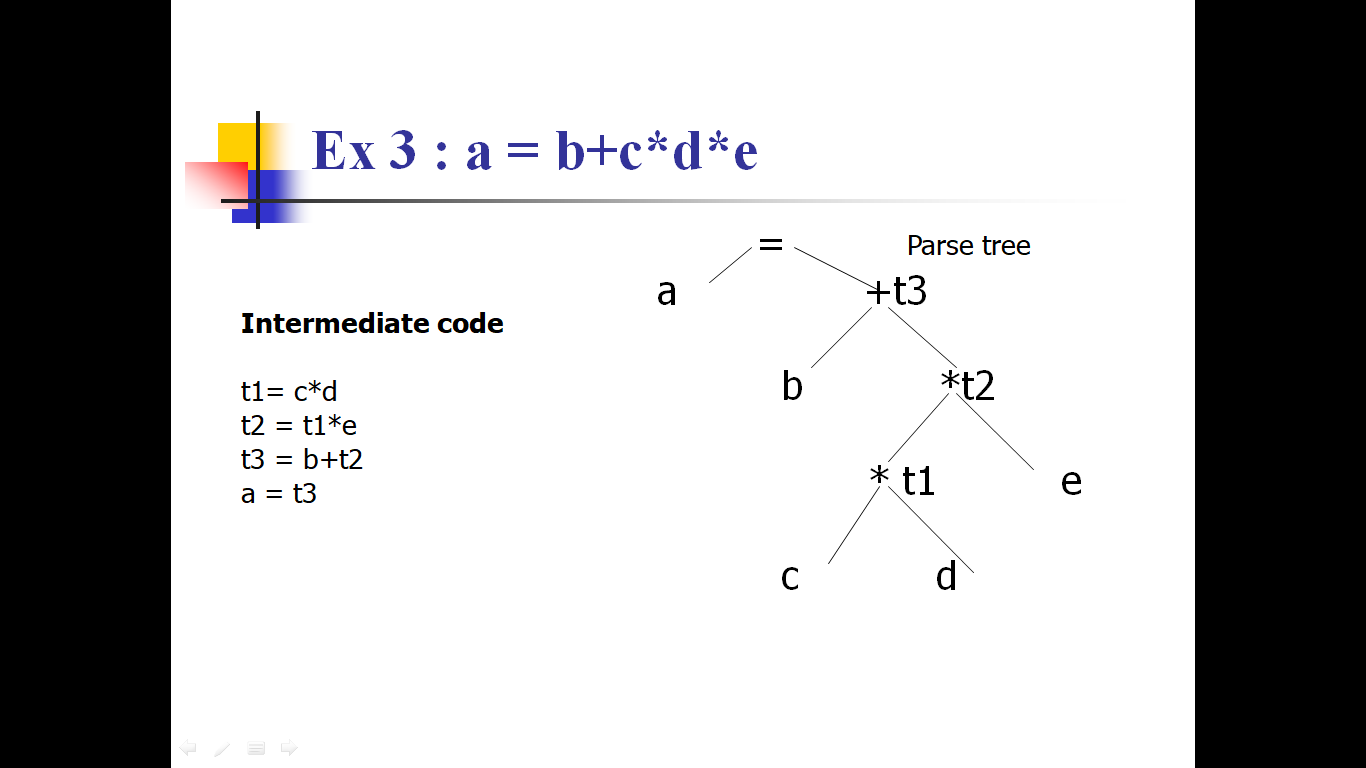 Ex 3 : a = b+c*d*e
Intermediate code
t1= c*d
t2 = t1*e
t3 = b+t2
a = t3
=
Parse tree
a
+t3
b
*t2
* t1
e
c
d